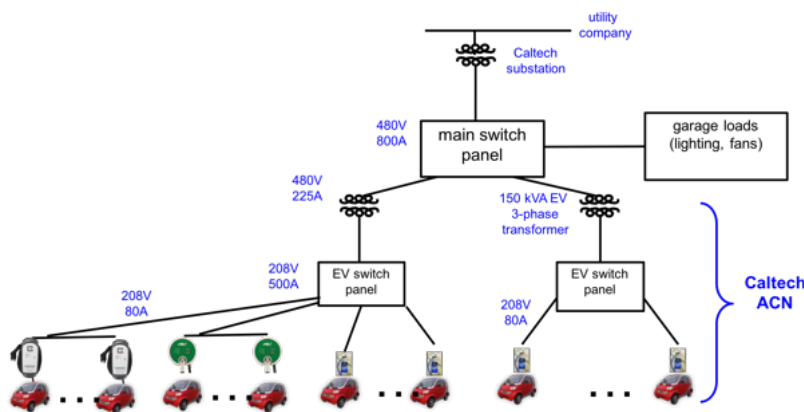 utility
company
Caltech
substation
480V
800A
main switch
panel
garage loads
(lighting, fans)
480V
225A
150 kVA EV
3-phase
transformer
208V
500A
EV switch
panel
EV switch
panel
208V
80A
208V
80A
Caltech
ACN